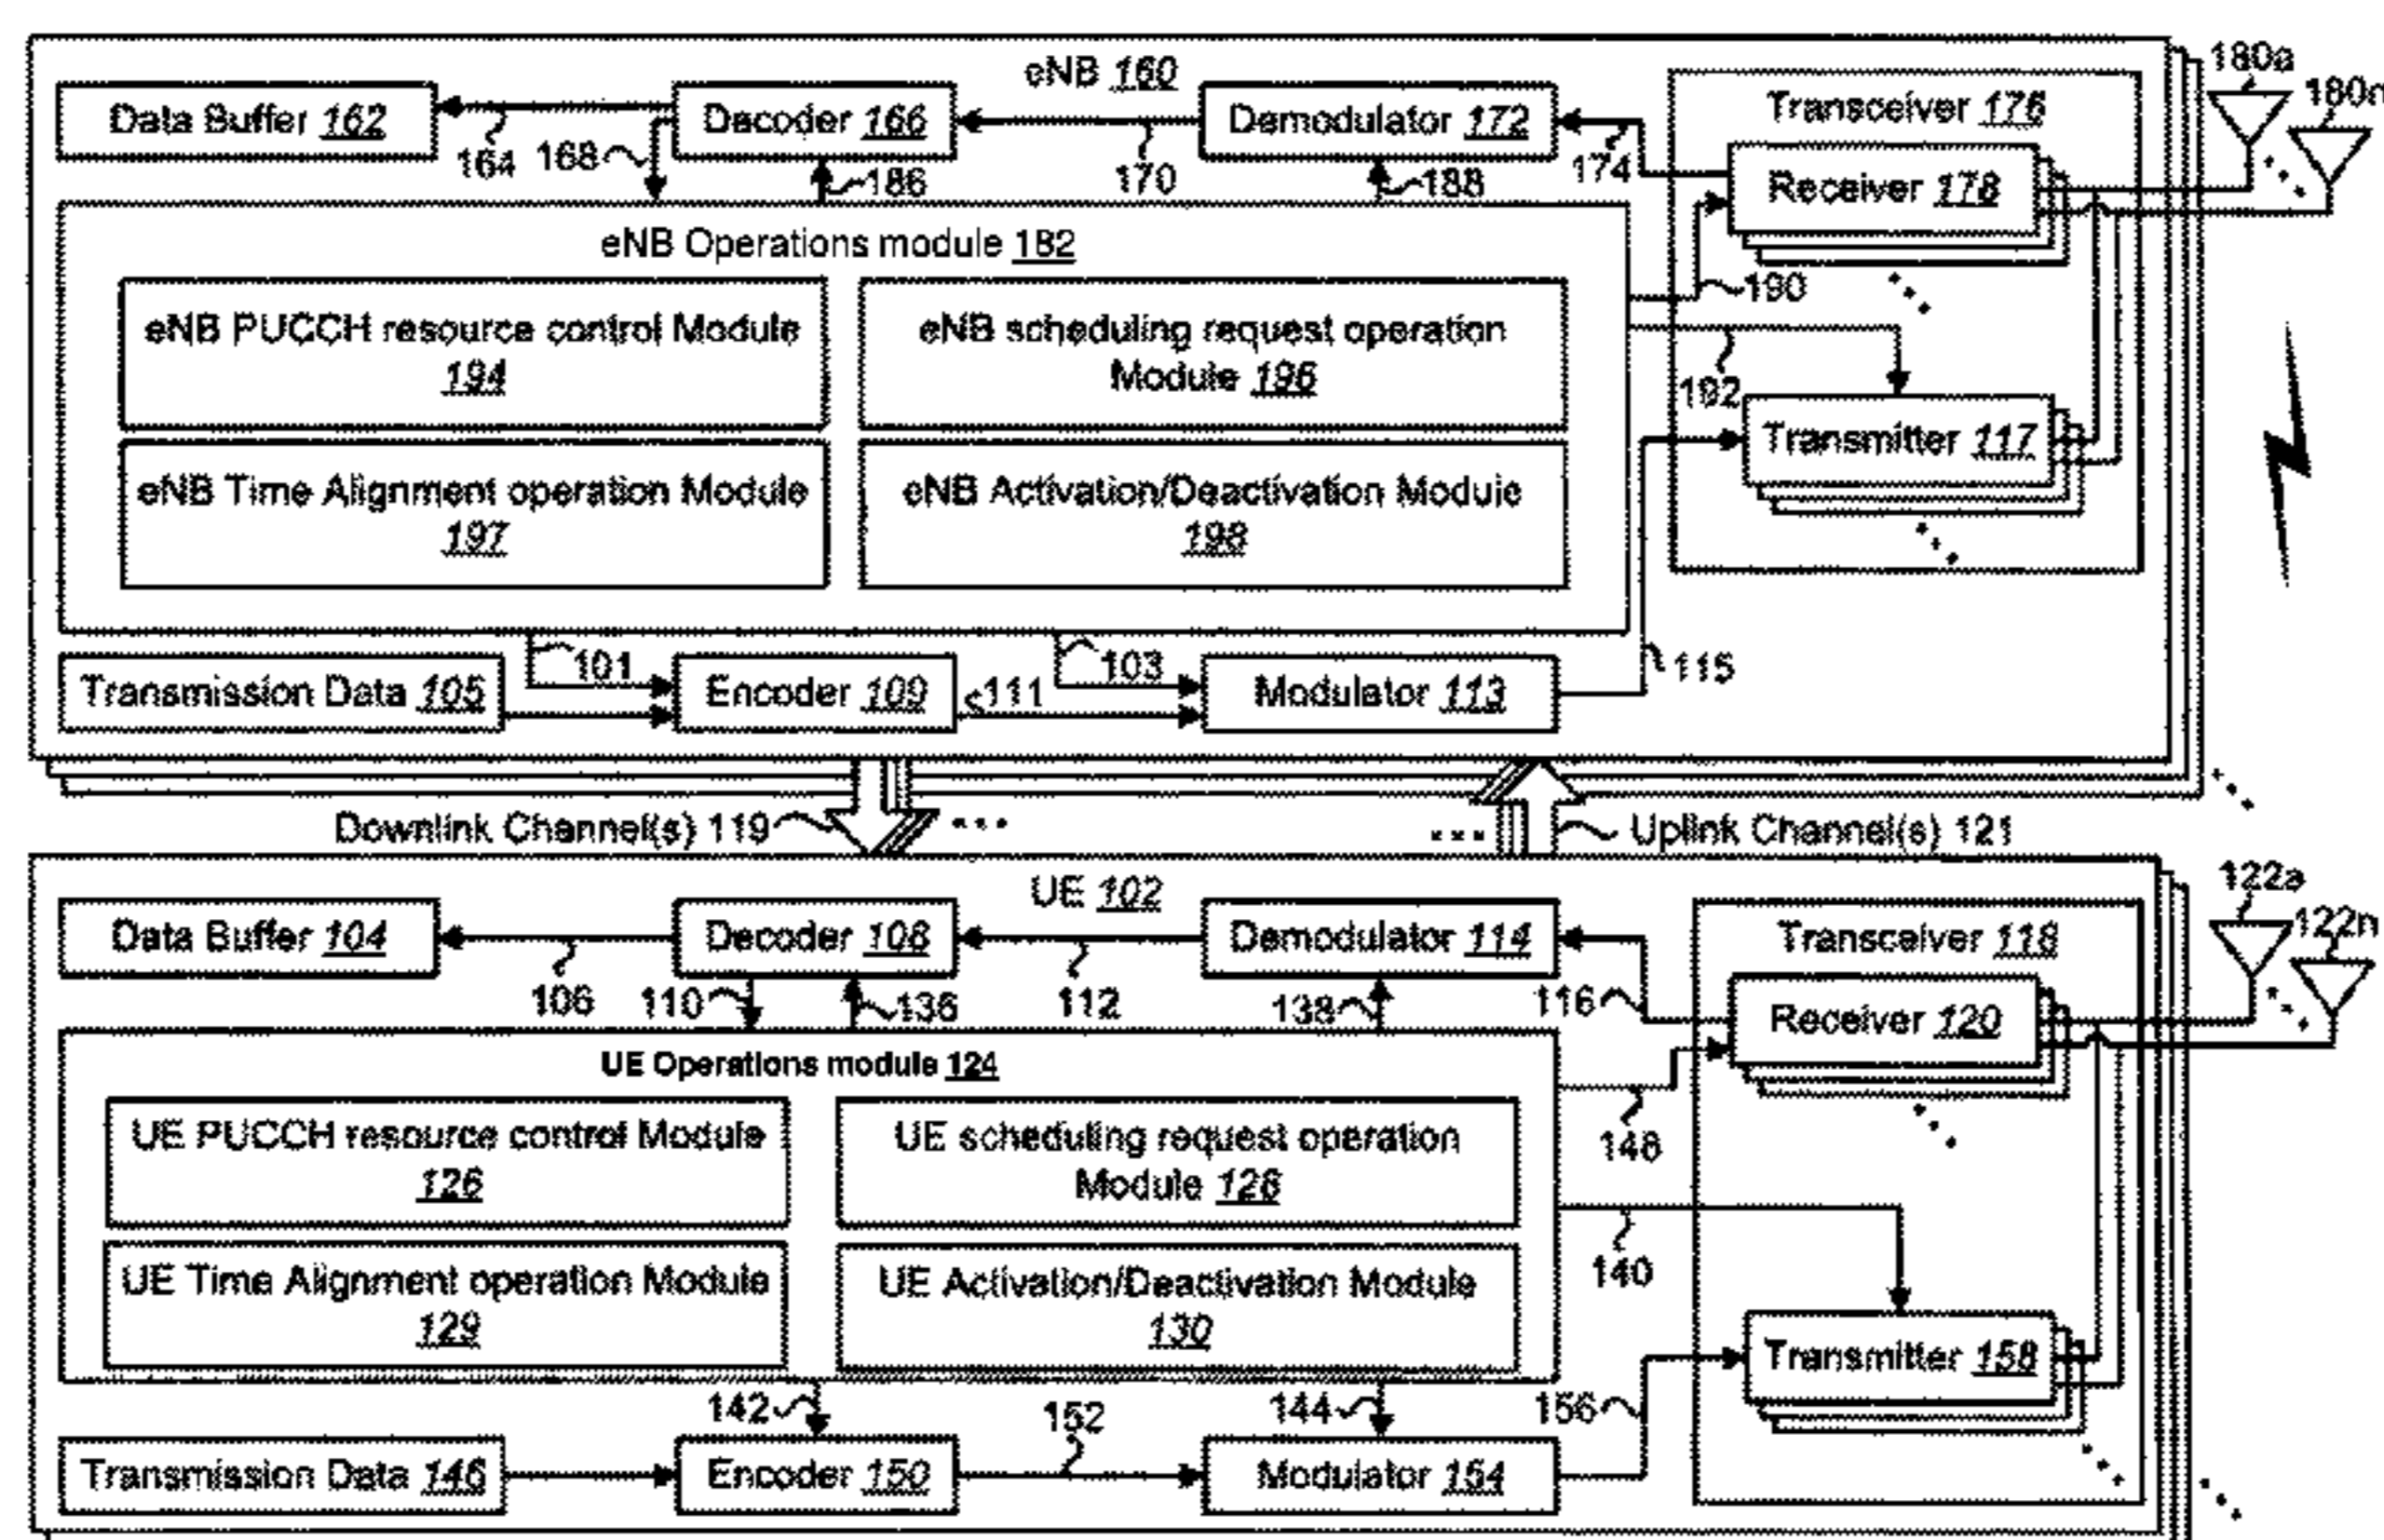 eNB 160
180a
180n
Data Buffer 162
Decoder 166
Demodulator 172
Transceiver 176
164
168
186
170
188
174
Receiver 178
eNB Operations module 182
190
eNB PUCCH resource control Module
194
eNB scheduling request operation
Module 196
192
Transmitter 117
eNB Time Alignment operation Module
197
eNB Activation/Deactivation Module
198
101
103
115
Transmission Data 105
Encoder 109
111
Modulator 113
Downlink Channel(s) 119
Uplink Channel(s) 121
UE 102
122a
122n
Data Buffer 104
Decoder 108
Demodulator 114
Transceiver 118
106
110
136
112
138
116
Receiver 120
UE Operations module 124
148
UE PUCCH resource control Module
126
UE scheduling request operation
Module 128
140
UE Time Alignment operation Module
129
UE Activation/Deactivation Module
130
Transmitter 158
142
152
144
156
Transmission Data 146
Encoder 150
Modulator 154